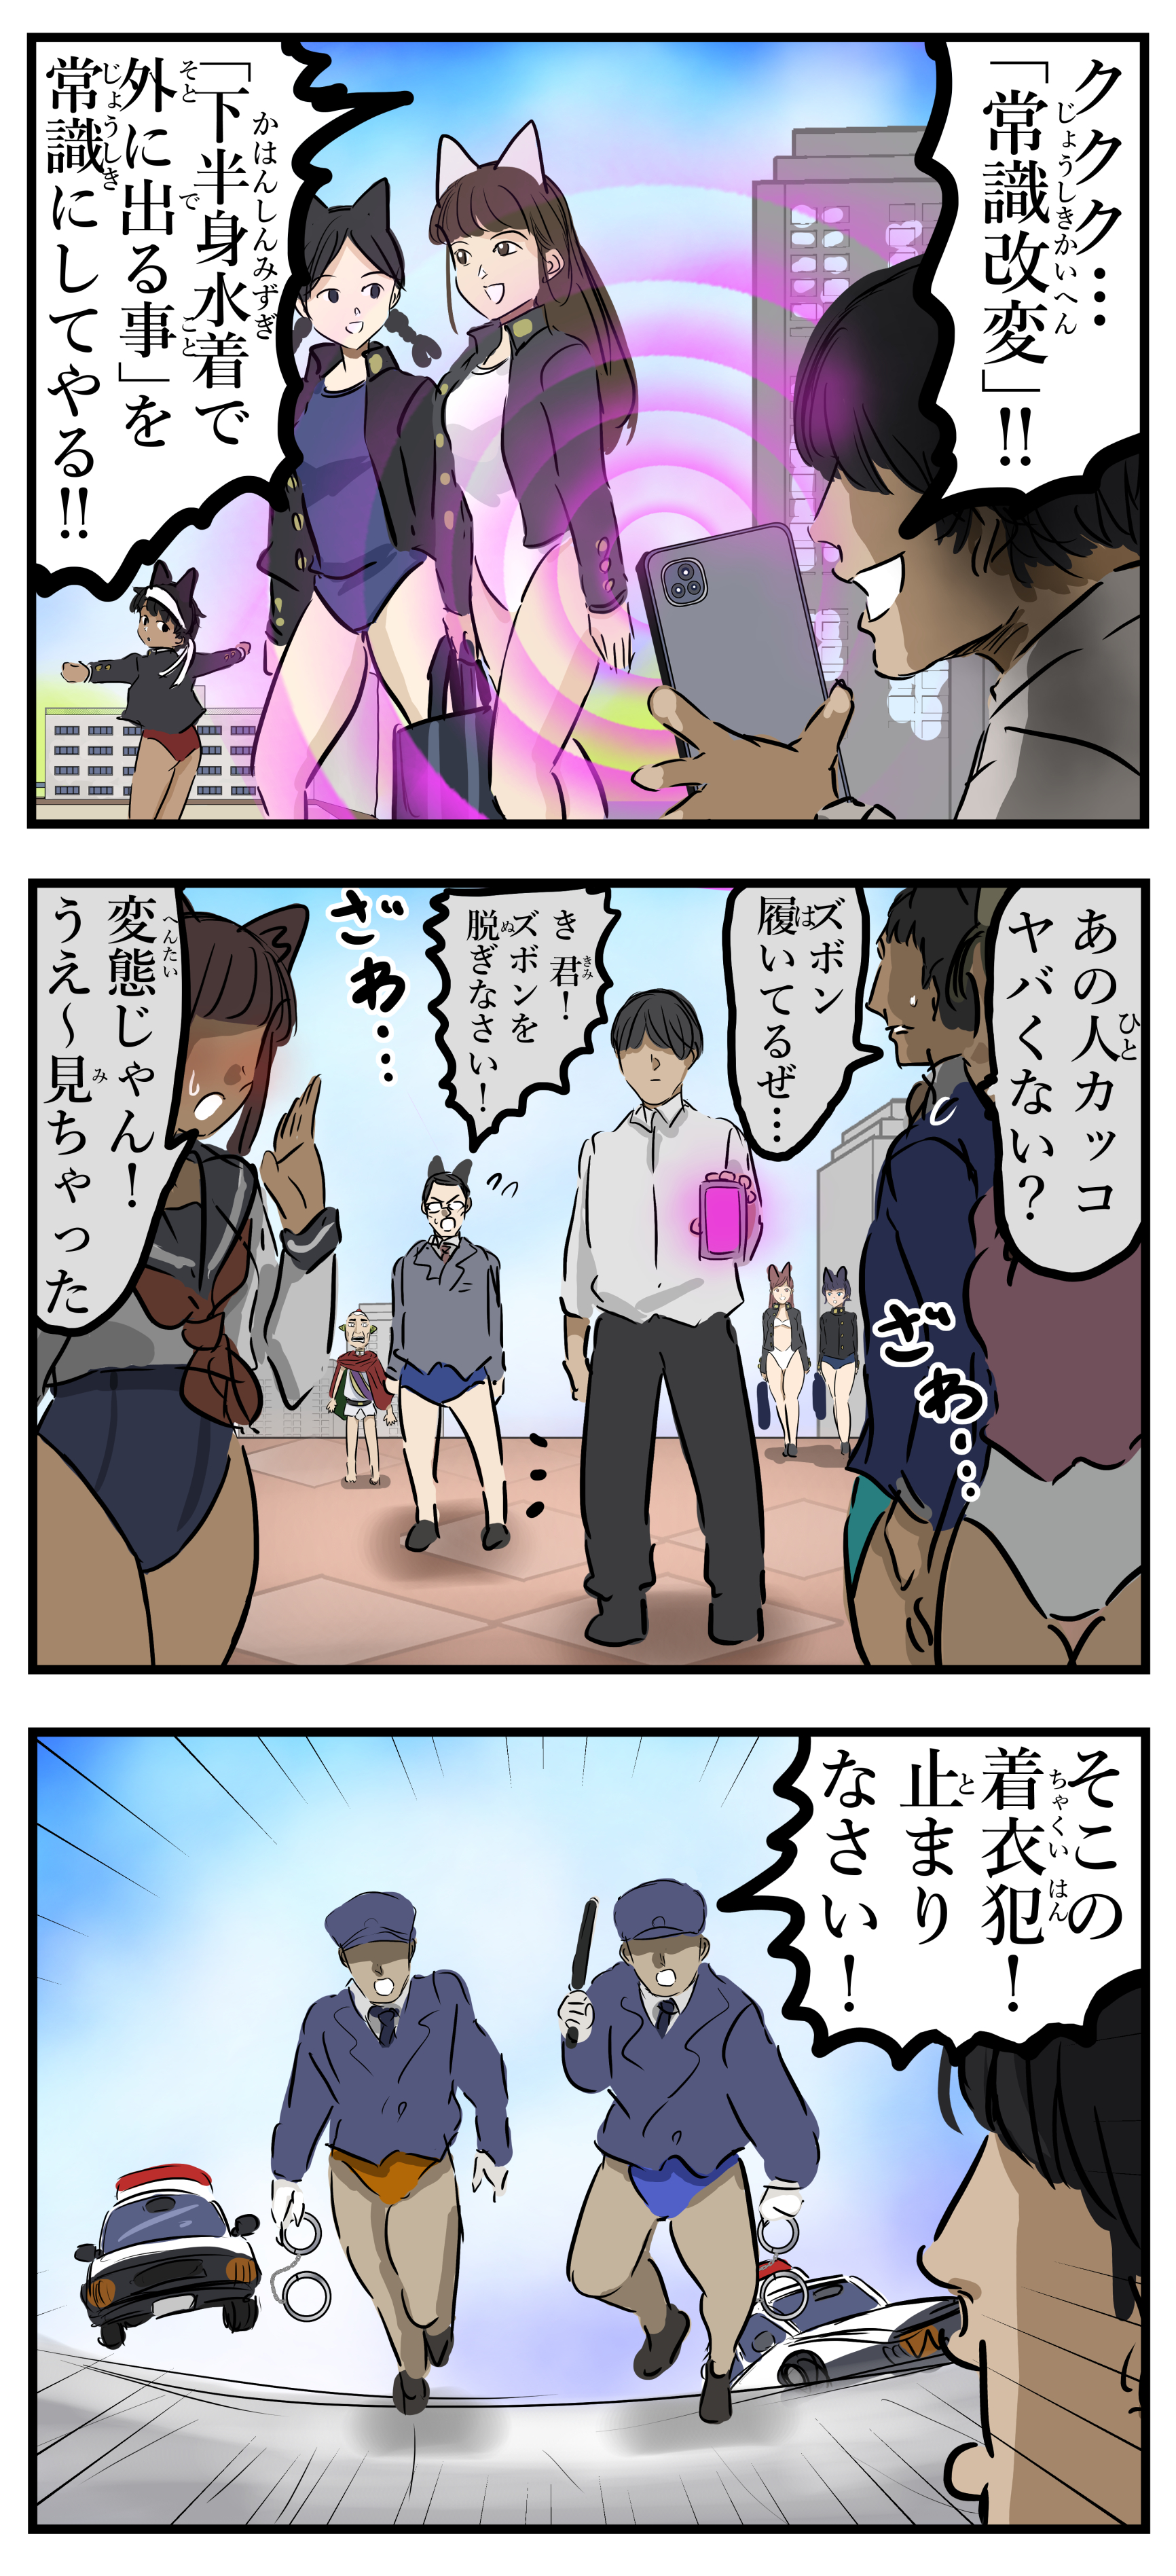 ククク…
「常識改変」!!
「下半身水着で
外に出る事」を
常識にしてやる!!
あの人カッコ
ヤバくない？
ズボン
履いてるぜ…
き君！
ズボンを
脱ぎなさい！
ざわ…
ざわ…
変態じゃん！
うえ～見ちゃった
そこの
着衣犯！
止まり
なさい！